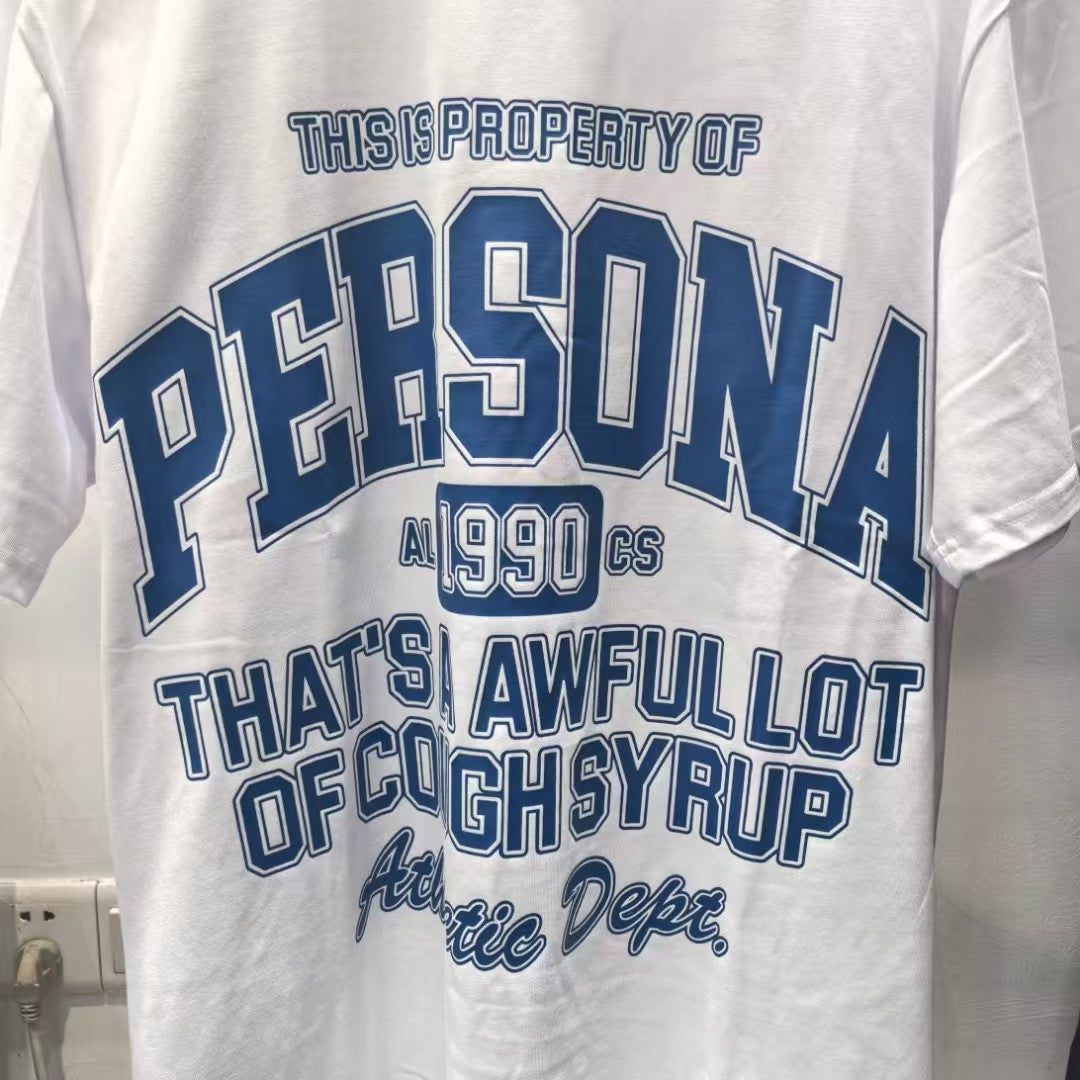 THIS IS PROPERTY OF
PERSONA
AL 1990 CS
THAT'S A AWFUL LOT
OF COUGH SYRUP
Athletic Dept.